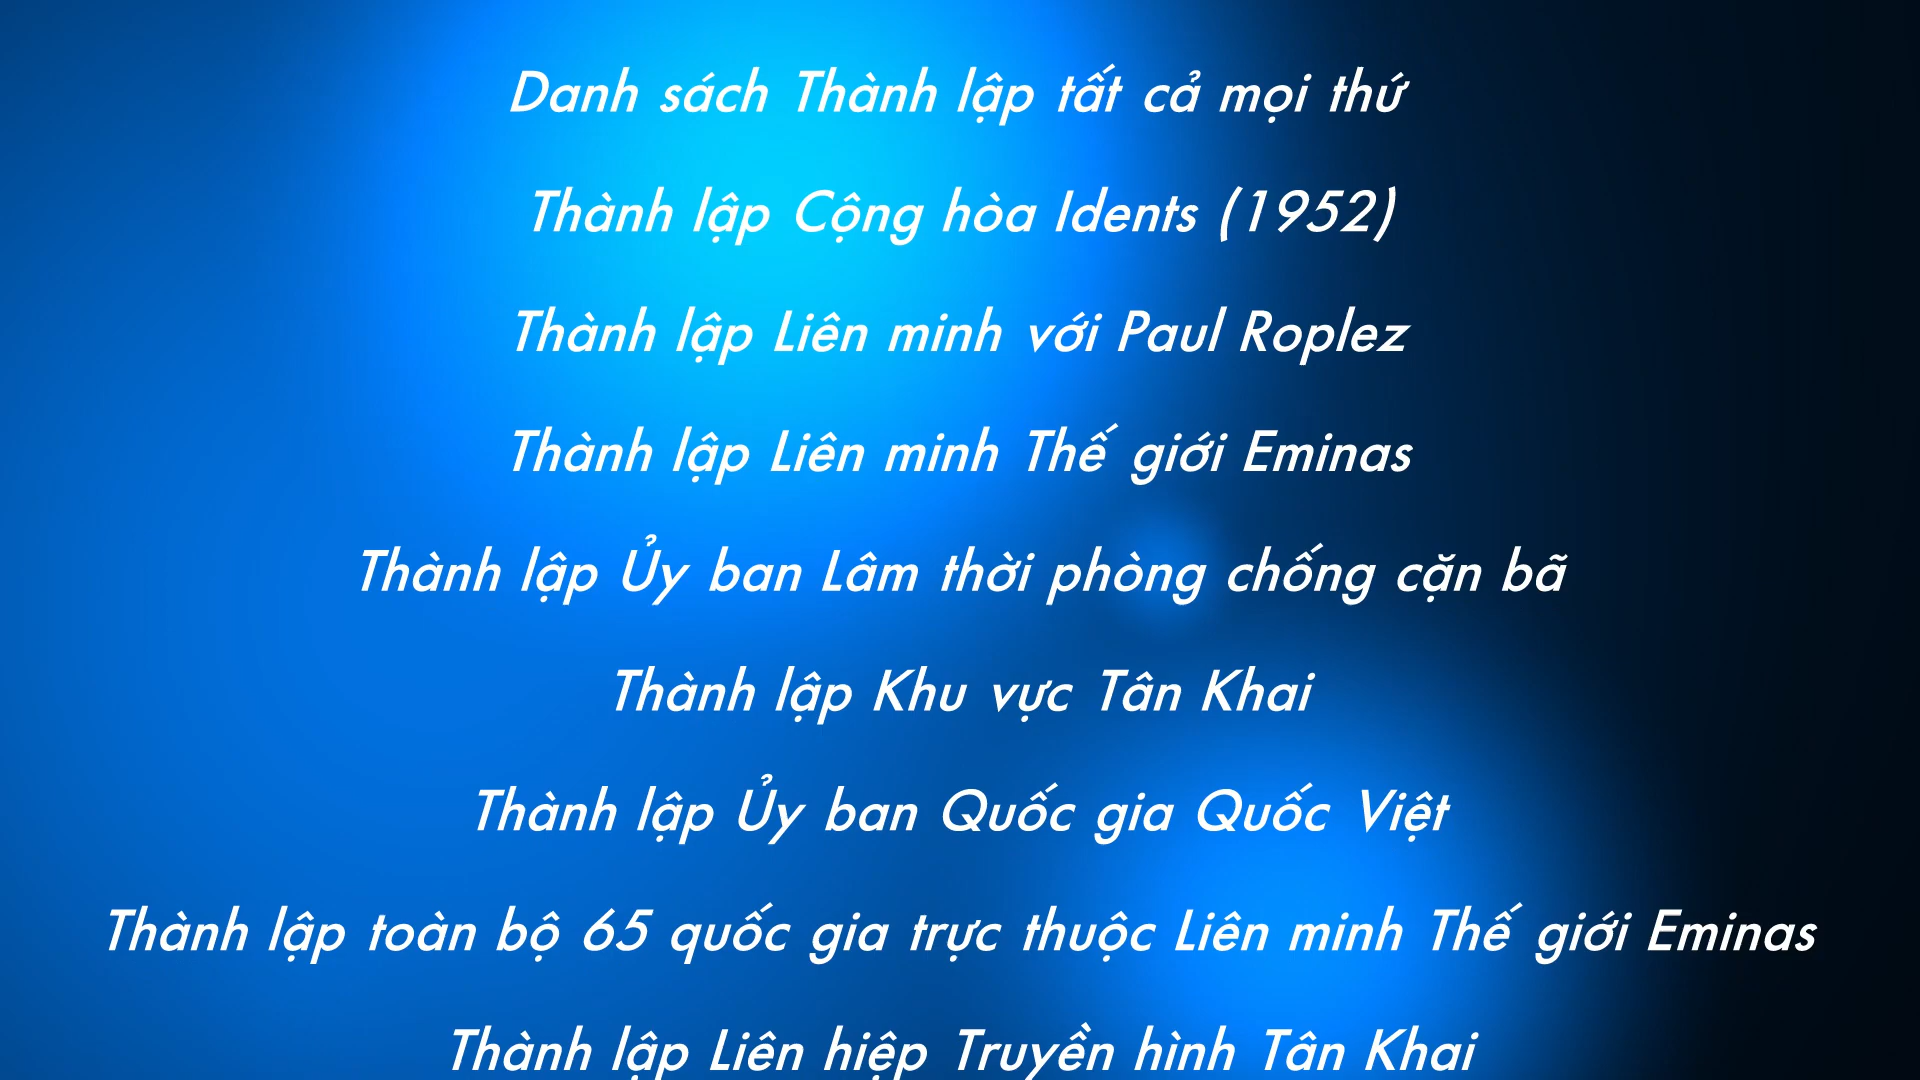 Danh sách Thành lập tất cả mọi thứ
Thành lập Cộng hòa Idents (1952)
Thành lập Liên minh với Paul Roplez
Thành lập Liên minh Thế giới Eminas
Thành lập Ủy ban Lâm thời phòng chống cặn bã
Thành lập Khu vực Tân Khai
Thành lập Ủy ban Quốc gia Quốc Việt
Thành lập toàn bộ 65 quốc gia trực thuộc Liên minh Thế giới Eminas
Thành lập Liên hiệp Truyền hình Tân Khai